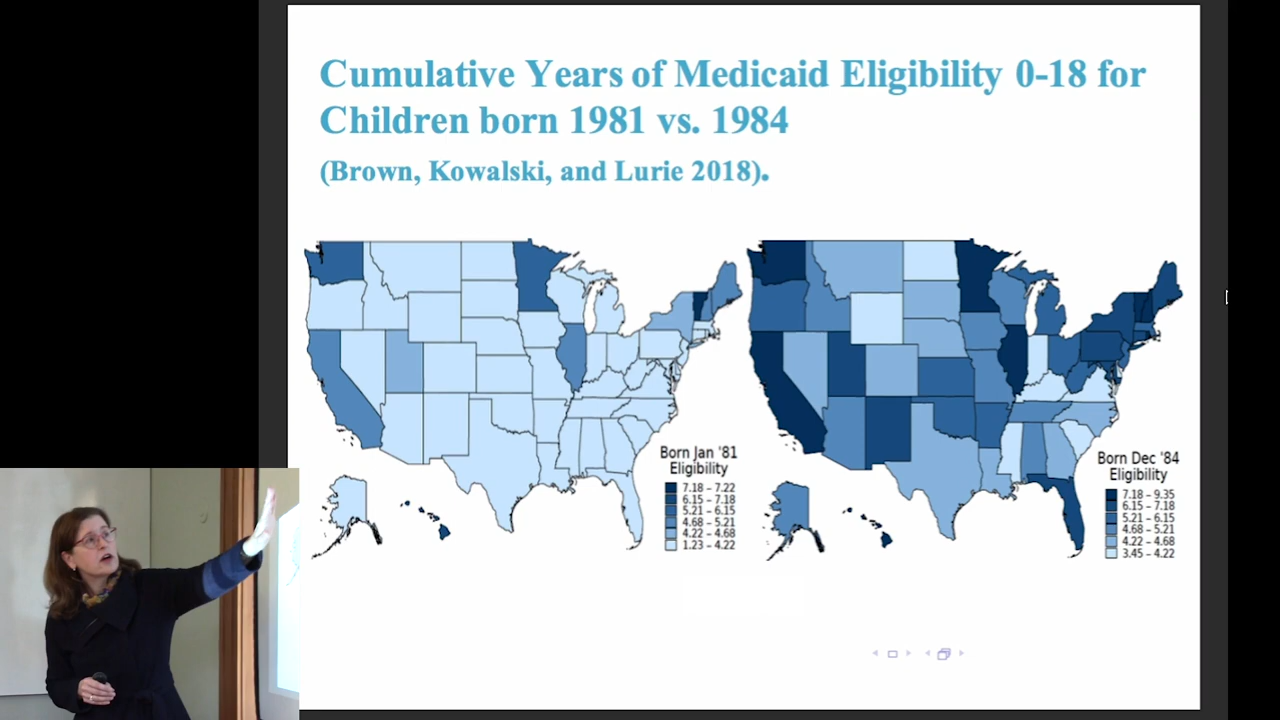 Cumulative Years of Medicaid Eligibility 0-18 for
Children born 1981 vs. 1984
(Brown, Kowalski, and Lurie 2018).
Born Jan '81
Eligibility
7.18 – 7.22
6.15 – 7.18
5.21 – 6.15
4.68 – 5.21
4.22 – 4.68
1.23 – 4.22
Born Dec '84
Eligibility
7.18 – 9.35
6.15 – 7.18
5.21 – 6.15
4.68 – 5.21
4.22 – 4.68
3.45 – 4.22